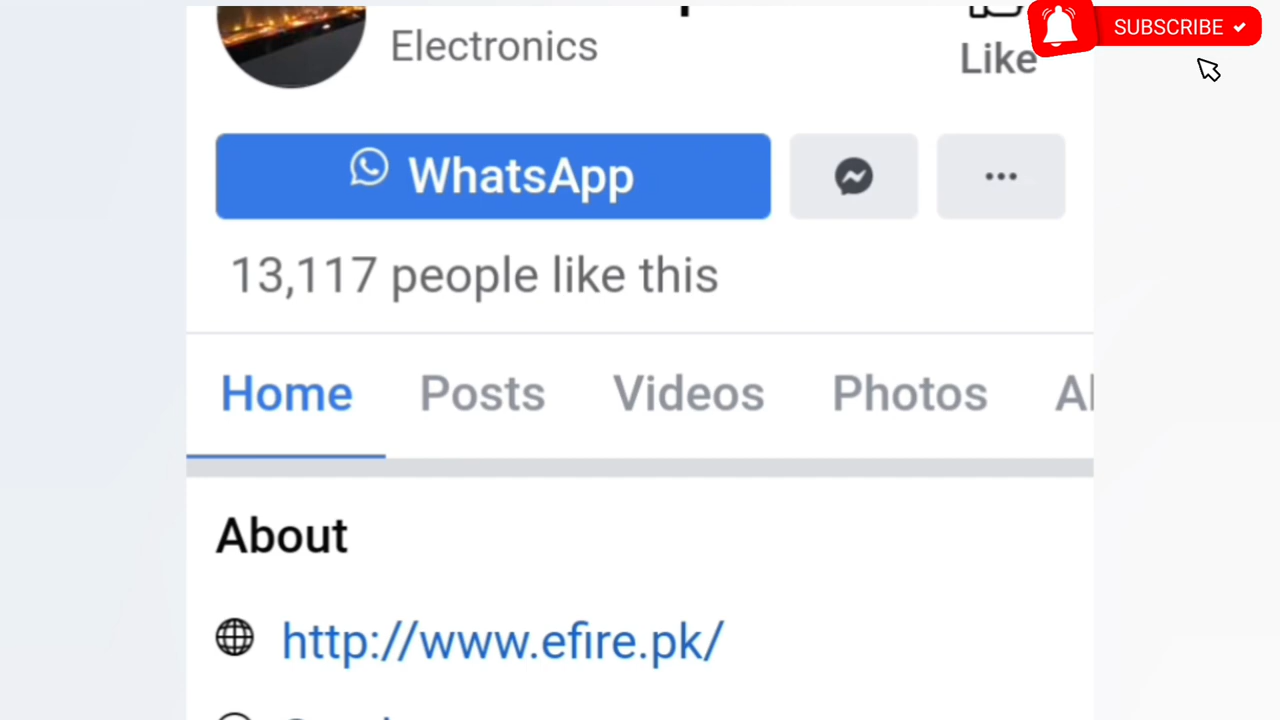 Electronics
Like
SUBSCRIBE
WhatsApp
13,117 people like this
Home Posts Videos Photos
About
http://www.efire.pk/